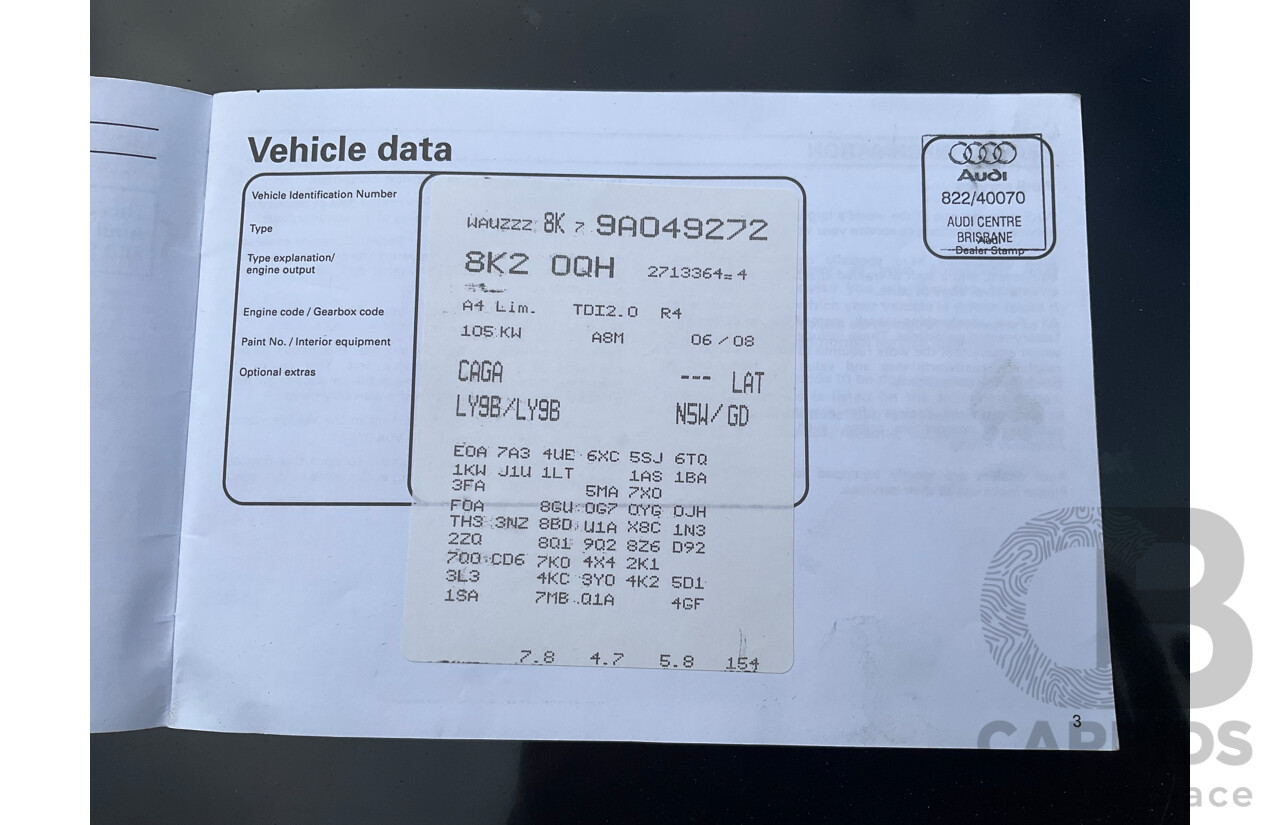 Vehicle data
Vehicle Identification Number
Type
Type explanation/
engine output
Engine code / Gearbox code
Paint No. / Interior equipment
Optional extras
WAUZZZ 8K 7 9A049272
8K2 0QH 2713364=4
A4 Lim. TDI2.0 R4
105 KW A8M 06/08
CAGA --- LAT
LY9B/LY9B N5W/GD
E0A 7A3 4UE 6XC 5SJ 6TQ
1KW J1U 1LT 1AS 1BA
3FA 5MA 7X0
F0A 8GU 0G7 0YG 0JH
TH3 3NZ 8BD U1A X8C 1N3
2ZQ 8Q1 9Q2 8Z6 D92
7Q0 CD6 7K0 4X4 2K1
3L3 4KC 3Y0 4K2 5D1
1SA 7MB Q1A 4GF
7.8 4.7 5.8 154
Audi
822/40070
AUDI CENTRE
BRISBANE
Audi
Dealer Stamp
3